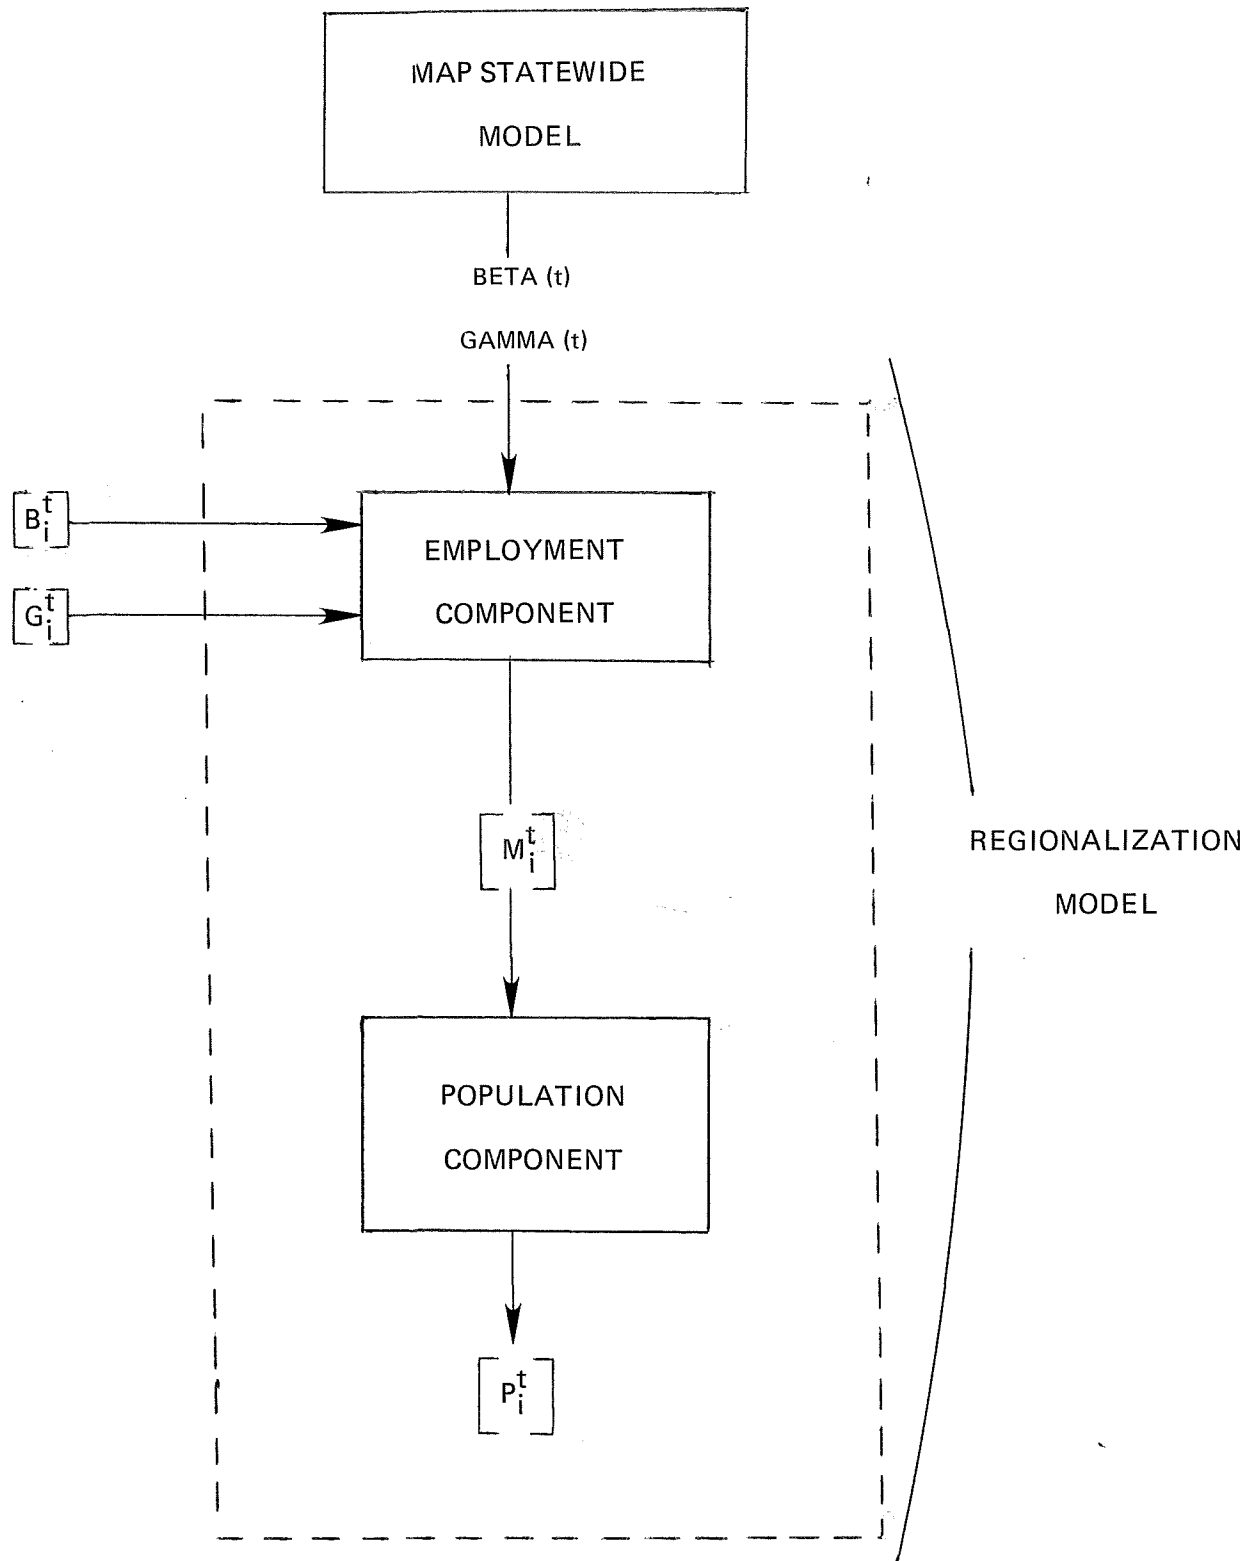 MAP STATEWIDE
MODEL
BETA (t)
GAMMA (t)
[B_i^t]
EMPLOYMENT
COMPONENT
[G_i^t]
[M_i^t]
REGIONALIZATION
MODEL
POPULATION
COMPONENT
[P_i^t]